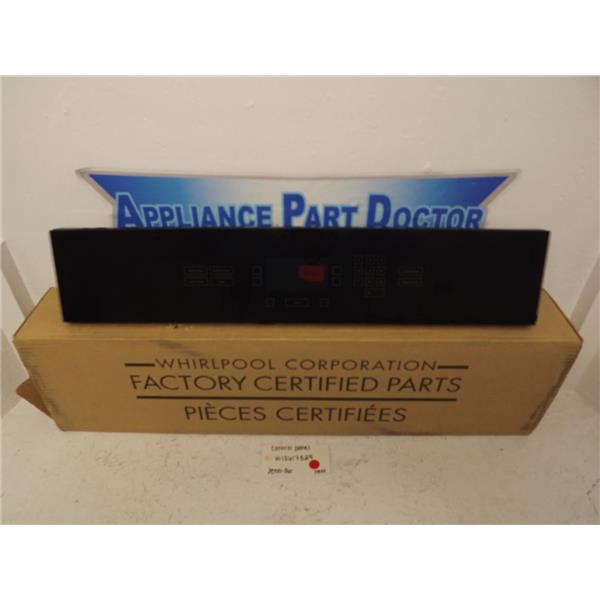 APPLIANCE PART DOCTOR
WHIRLPOOL CORPORATION
FACTORY CERTIFIED PARTS
PIÈCES CERTIFIÉES
Control panel
Jenn-Air